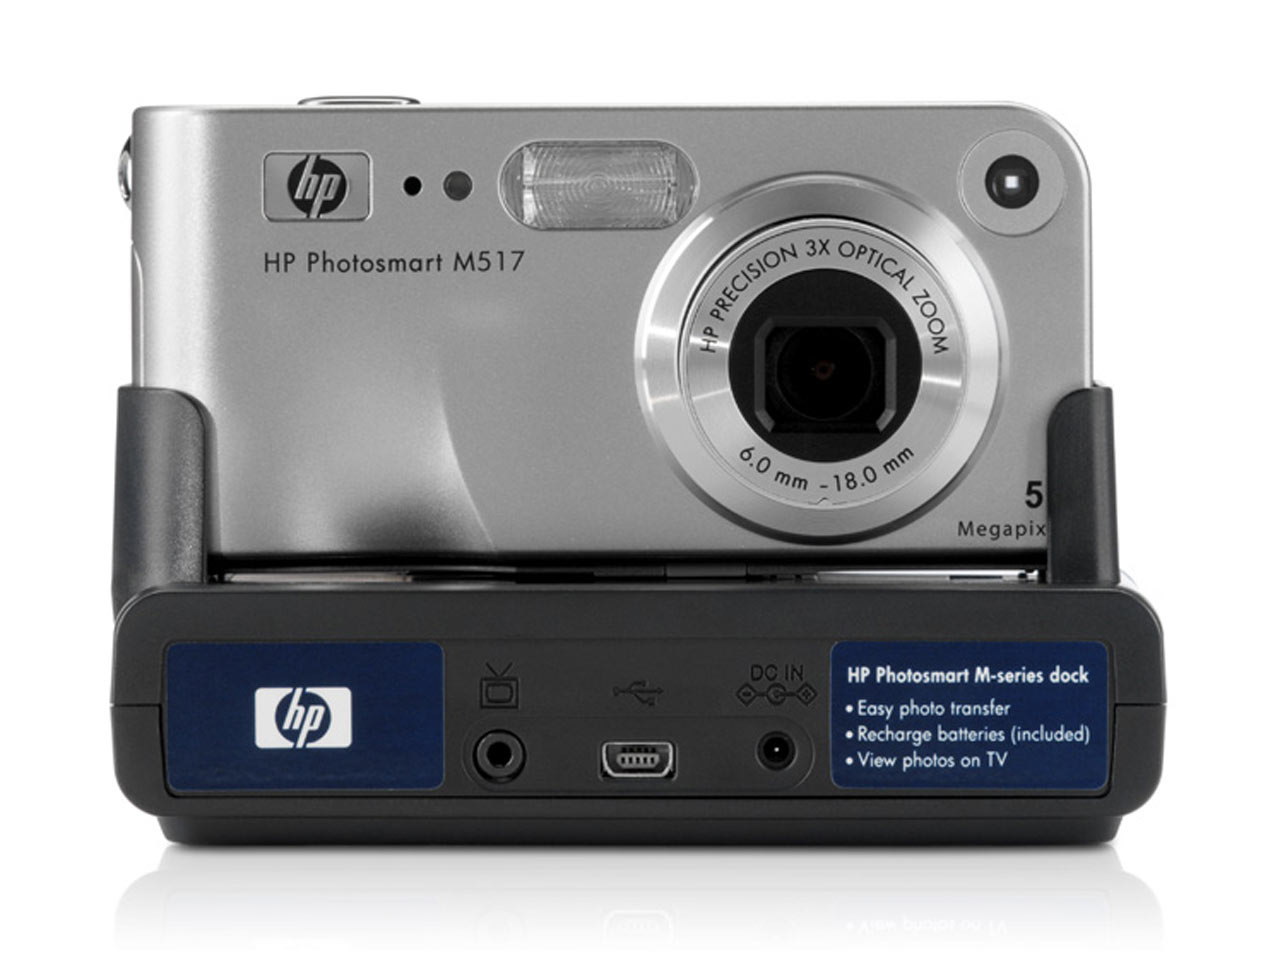 hp
HP Photosmart M517
HP PRECISION 3X OPTICAL ZOOM
6.0 mm - 18.0 mm
5
Megapix
hp
DC IN
HP Photosmart M-series dock
• Easy photo transfer
• Recharge batteries (included)
• View photos on TV